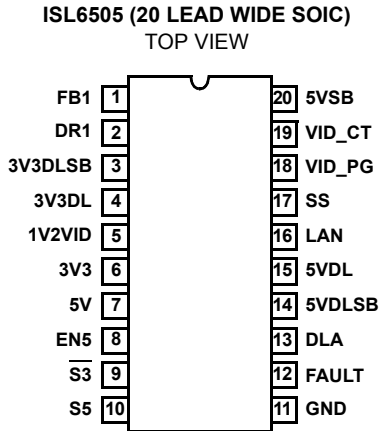 ISL6505 (20 LEAD WIDE SOIC)
TOP VIEW
FB1 1 20 5VSB
DR1 2 19 VID_CT
3V3DLSB 3 18 VID_PG
3V3DL 4 17 SS
1V2VID 5 16 LAN
3V3 6 15 5VDL
5V 7 14 5VDLSB
EN5 8 13 DLA
S3 9 12 FAULT
S5 10 11 GND